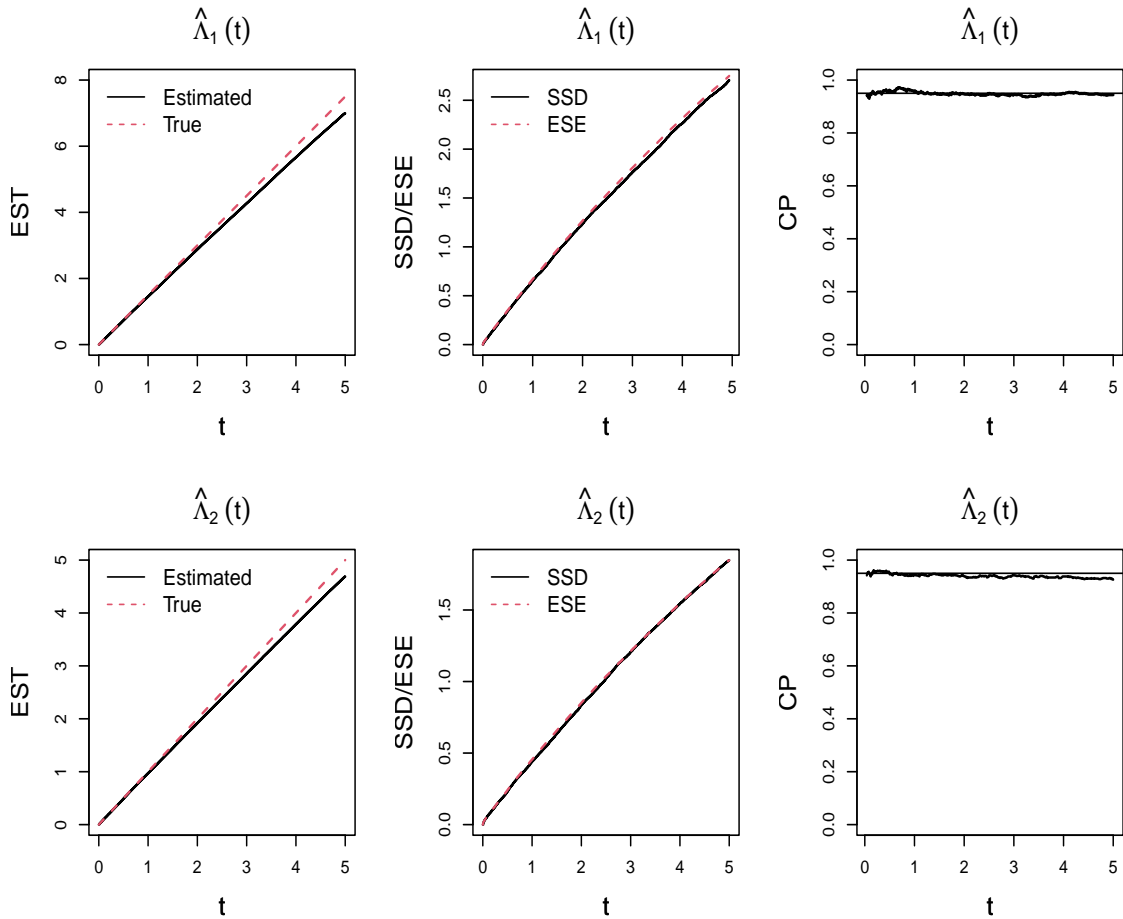 Λ̂₁ (t)
EST
0 2 4 6 8
Estimated
True
0 1 2 3 4 5
t
Λ̂₁ (t)
SSD/ESE
0.0 0.5 1.0 1.5 2.0 2.5
SSD
ESE
0 1 2 3 4 5
t
Λ̂₁ (t)
CP
0.0 0.2 0.4 0.6 0.8 1.0
0 1 2 3 4 5
t
Λ̂₂ (t)
EST
0 1 2 3 4 5
Estimated
True
0 1 2 3 4 5
t
Λ̂₂ (t)
SSD/ESE
0.0 0.5 1.0 1.5
SSD
ESE
0 1 2 3 4 5
t
Λ̂₂ (t)
CP
0.0 0.2 0.4 0.6 0.8 1.0
0 1 2 3 4 5
t